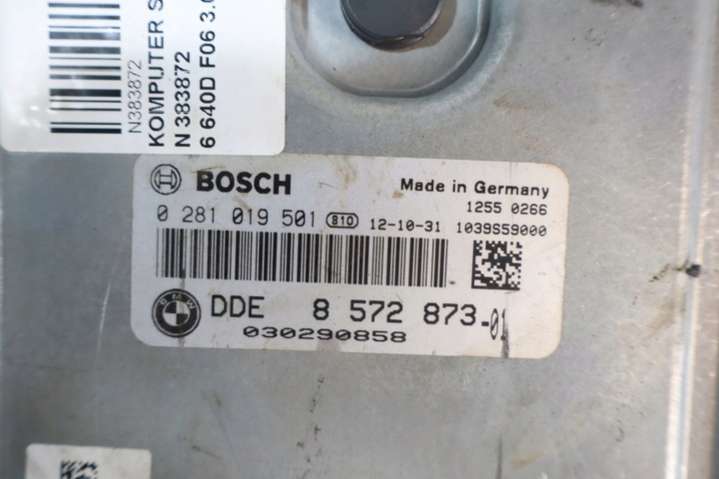 N383872
KOMPUTER S
N 383872
6 640D F06 3.0
BOSCH
Made in Germany
1255 0266
0 281 019 501 810 12-10-31 1039S59000
BMW
DDE 8 572 873-01
030290858